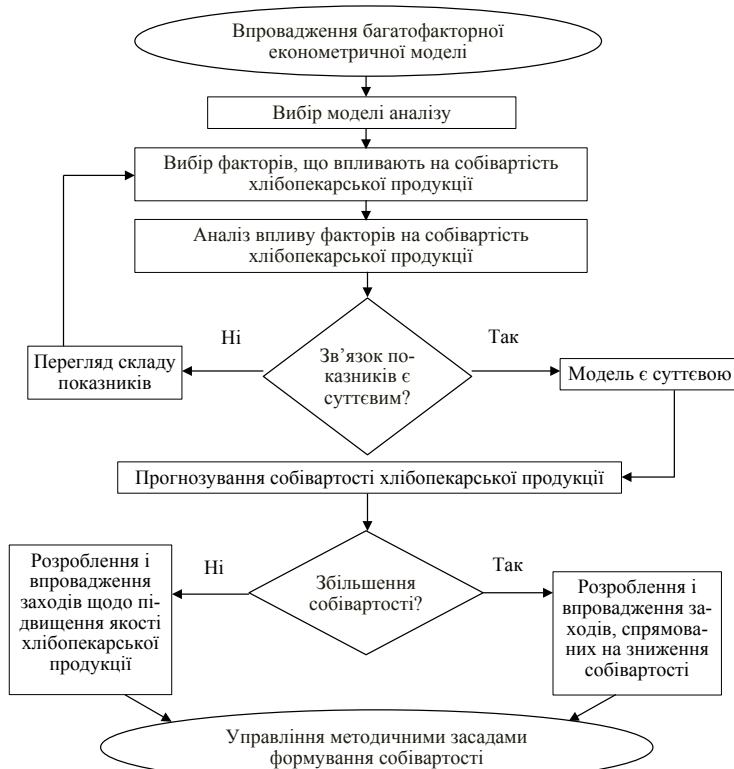 Впровадження багатофакторної
економетричної моделі
Вибір моделі аналізу
Вибір факторів, що впливають на собівартість
хлібопекарської продукції
Аналіз впливу факторів на собівартість
хлібопекарської продукції
Ні
Так
Перегляд складу
показників
Зв’язок по-
казників є
суттєвим?
Модель є суттєвою
Прогнозування собівартості хлібопекарської продукції
Розроблення і
впровадження
заходів щодо пі-
двищення якості
хлібопекарської
продукції
Ні
Збільшення
собівартості?
Так
Розроблення і
впровадження за-
ходів, спрямова-
них на зниження
собівартості
Управління методичними засадами
формування собівартості